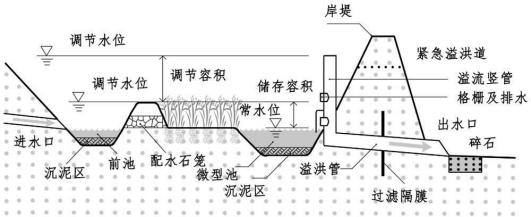 岸堤
调节水位
紧急溢洪道
调节水位
调节容积
储存容积
溢流竖管
格栅及排水
常水位
出水口
碎石
进水口
前池
配水石笼
微型池
溢洪管
沉泥区
沉泥区
过滤隔膜